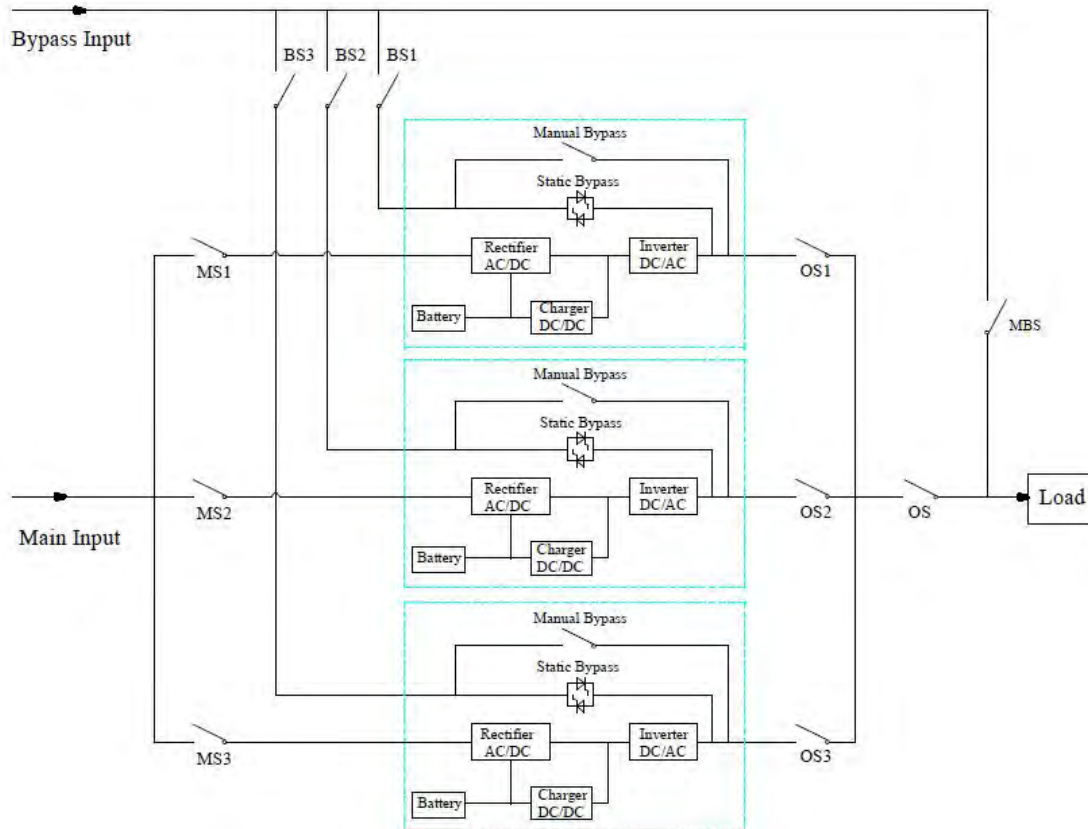 Bypass Input
BS3
BS2
BS1
Manual Bypass
Static Bypass
MS1
Rectifier
AC/DC
Inverter
DC/AC
OS1
Battery
Charger
DC/DC
MBS
Manual Bypass
Static Bypass
Main Input
MS2
Rectifier
AC/DC
Inverter
DC/AC
OS2
OS
Load
Battery
Charger
DC/DC
Manual Bypass
Static Bypass
MS3
Rectifier
AC/DC
Inverter
DC/AC
OS3
Battery
Charger
DC/DC